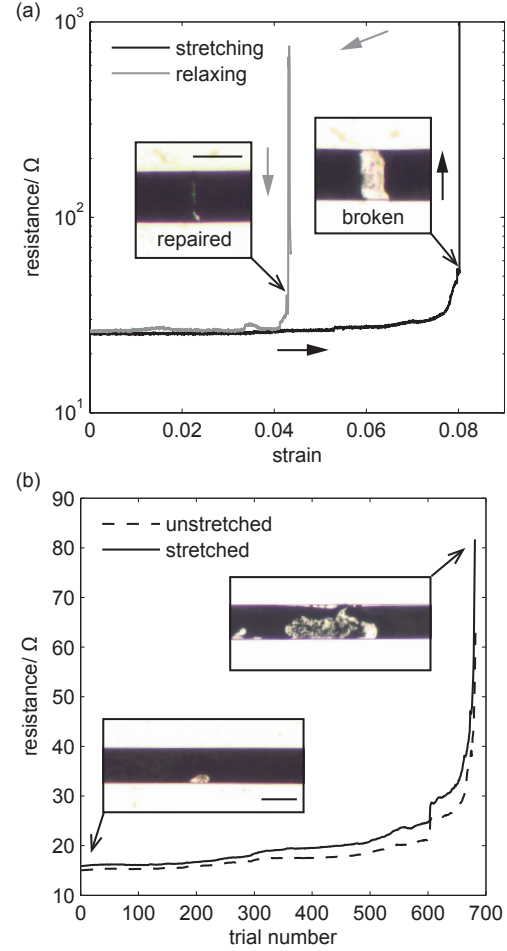 (a)
10³
stretching
relaxing
10²
repaired
broken
resistance/ Ω
10¹
0 0.02 0.04 0.06 0.08
strain
(b)
90
unstretched
80
stretched
70
60
50
resistance/ Ω
40
30
20
10
0 100 200 300 400 500 600 700
trial number